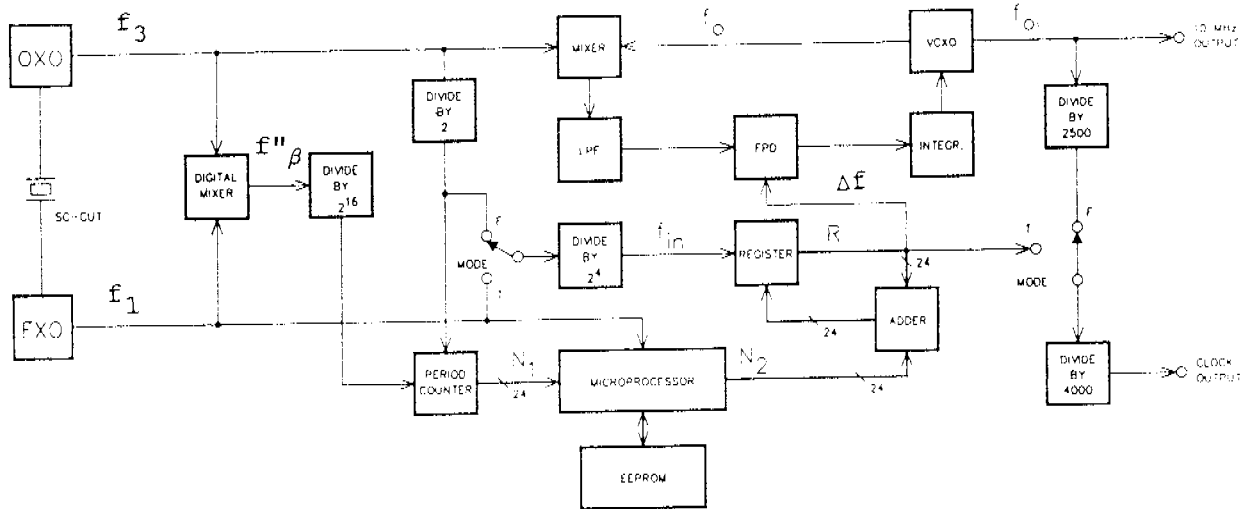 f3
fo
fo
10 MHz
OUTPUT
OXO
MIXER
VCXO
DIVIDE
BY
2
DIVIDE
BY
2500
LPF
FPD
INTEGR.
f"β
DIGITAL
MIXER
DIVIDE
BY
2^16
Δf
SC-CUT
F
MODE
T
DIVIDE
BY
2^4
fin
REGISTER
R
24
T
F
MODE
f1
FXO
24
ADDER
PERIOD
COUNTER
N1
24
MICROPROCESSOR
N2
24
DIVIDE
BY
4000
CLOCK
OUTPUT
EEPROM